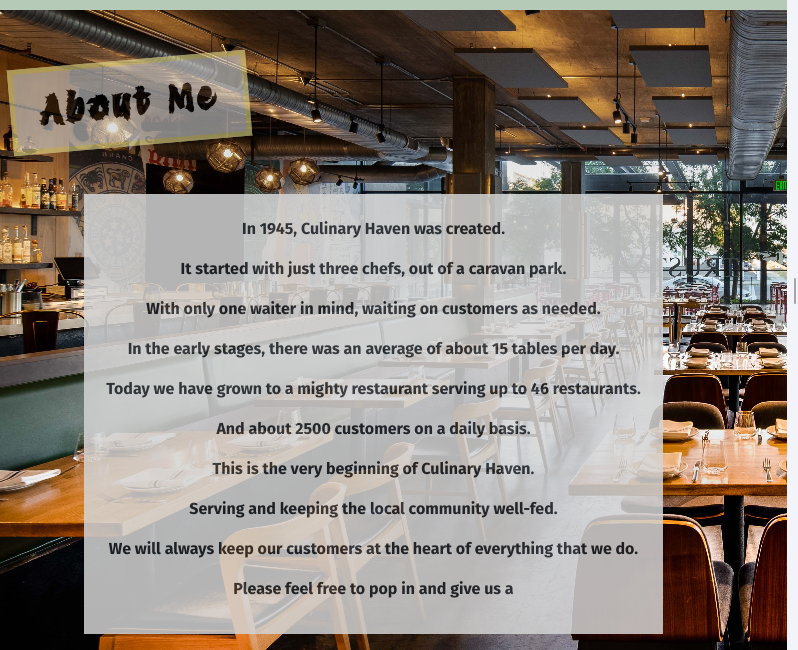 About Me
EXIT
In 1945, Culinary Haven was created.
It started with just three chefs, out of a caravan park.
With only one waiter in mind, waiting on customers as needed.
In the early stages, there was an average of about 15 tables per day.
Today we have grown to a mighty restaurant serving up to 46 restaurants.
And about 2500 customers on a daily basis.
This is the very beginning of Culinary Haven.
Serving and keeping the local community well-fed.
We will always keep our customers at the heart of everything that we do.
Please feel free to pop in and give us a